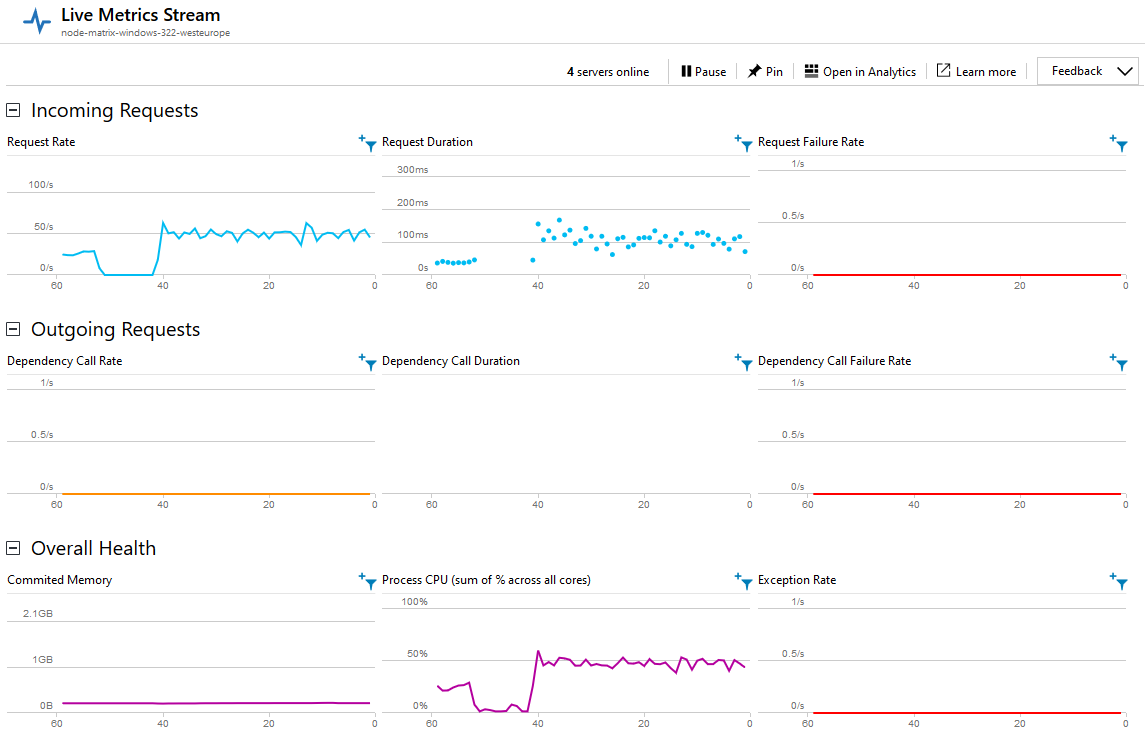 Live Metrics Stream
node-matrix-windows-322-westeurope
4 servers online Pause Pin Open in Analytics Learn more Feedback
Incoming Requests
Request Rate
100/s
50/s
0/s
60 40 20 0
Request Duration
300ms
200ms
100ms
0s
60 40 20 0
Request Failure Rate
1/s
0.5/s
0/s
60 40 20 0
Outgoing Requests
Dependency Call Rate
1/s
0.5/s
0/s
60 40 20 0
Dependency Call Duration
60 40 20 0
Dependency Call Failure Rate
1/s
0.5/s
0/s
60 40 20 0
Overall Health
Commited Memory
2.1GB
1GB
0B
60 40 20 0
Process CPU (sum of % across all cores)
100%
50%
0%
60 40 20 0
Exception Rate
1/s
0.5/s
0/s
60 40 20 0